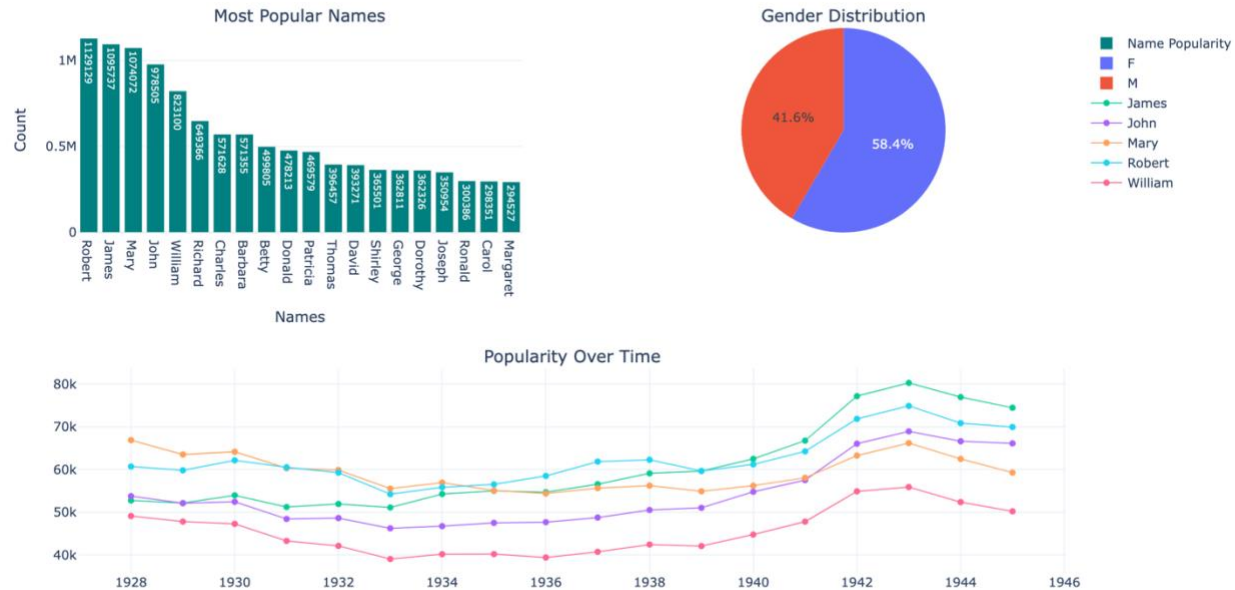 Most Popular Names
Count
1M
0.5M
0
1129129
1095737
1074072
978505
823100
649366
571628
571355
499805
478213
469579
396457
393271
365501
362811
362326
350954
300386
298351
294527
Robert
James
Mary
John
William
Richard
Charles
Barbara
Betty
Donald
Patricia
Thomas
David
Shirley
George
Dorothy
Joseph
Ronald
Carol
Margaret
Names
Gender Distribution
41.6%
58.4%
Name Popularity
F
M
James
John
Mary
Robert
William
Popularity Over Time
80k
70k
60k
50k
40k
1928 1930 1932 1934 1936 1938 1940 1942 1944 1946